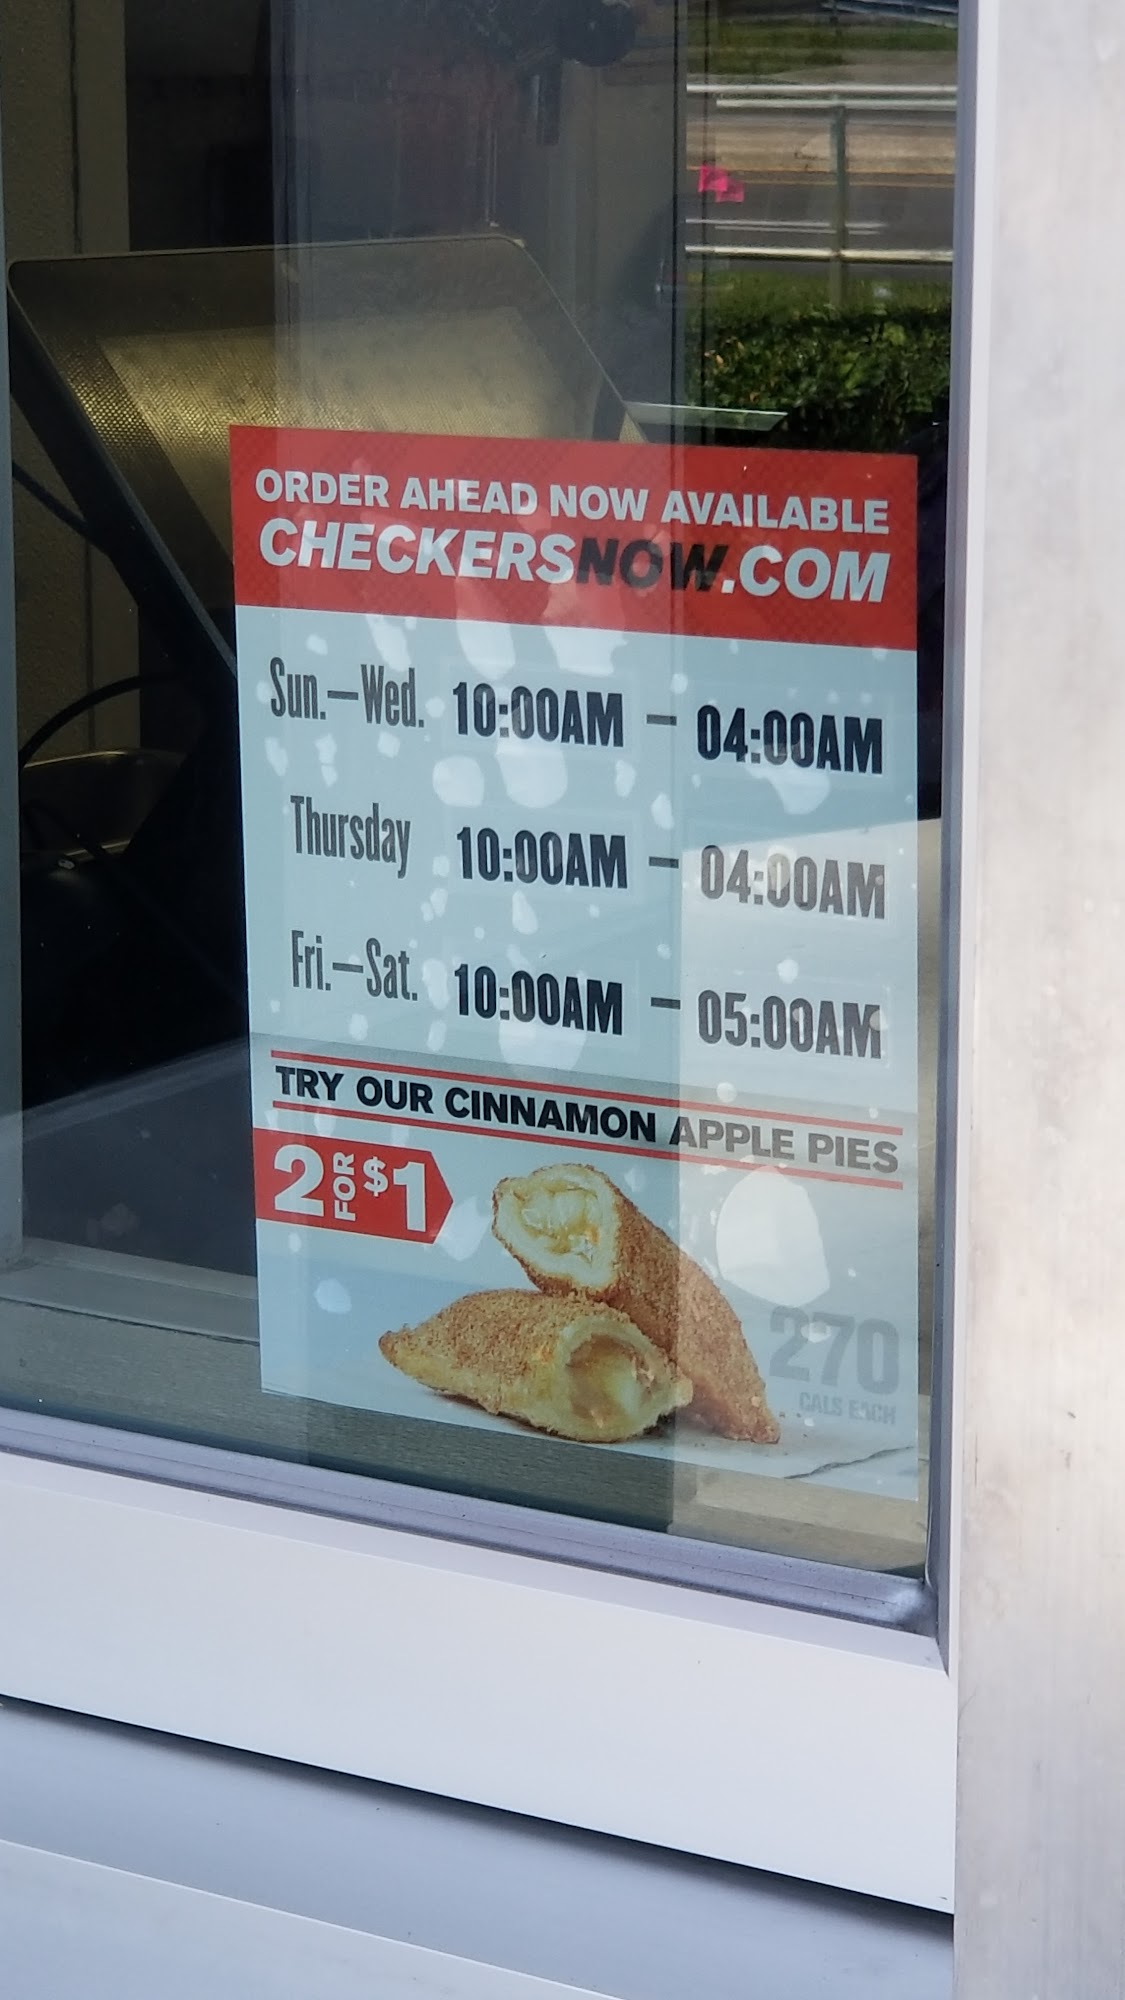 ORDER AHEAD NOW AVAILABLE
CHECKERSNOW.COM
Sun.–Wed. 10:00AM – 04:00AM
Thursday 10:00AM – 04:00AM
Fri.–Sat. 10:00AM – 05:00AM
TRY OUR CINNAMON APPLE PIES
2 FOR $1
270
CALS EACH